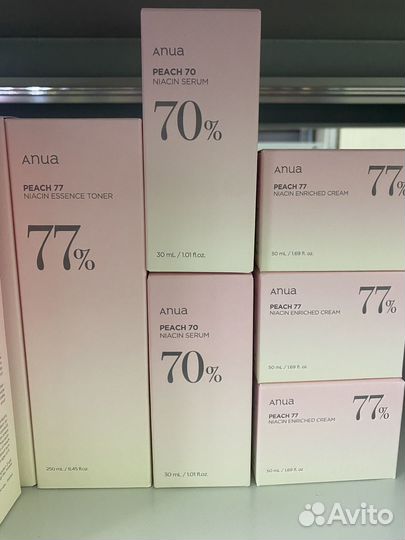 Anua
PEACH 77
NIACIN ESSENCE TONER
77%
250 mL / 8.45 fl.oz.
Anua
PEACH 70
NIACIN SERUM
70%
30 mL / 1.01 fl.oz.
Anua
PEACH 70
NIACIN SERUM
70%
30 mL / 1.01 fl.oz.
Anua
PEACH 77
NIACIN ENRICHED CREAM
77%
50 mL / 1.69 fl. oz.
Anua
PEACH 77
NIACIN ENRICHED CREAM
77%
50 mL / 1.69 fl. oz.
Anua
PEACH 77
NIACIN ENRICHED CREAM
77%
50 mL / 1.69 fl. oz.
Avito